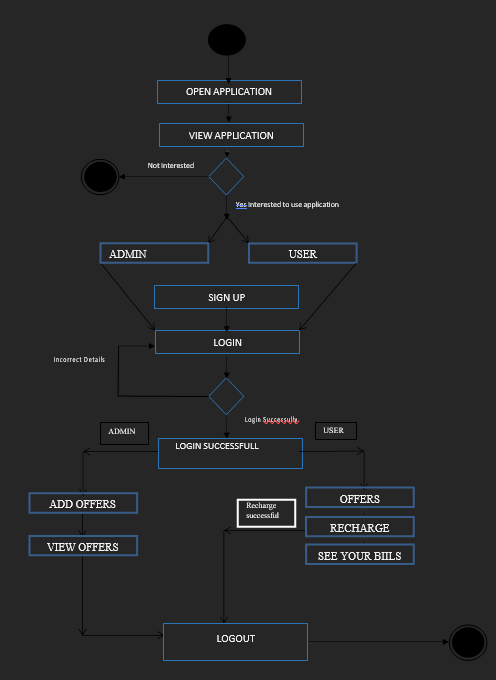 OPEN APPLICATION
VIEW APPLICATION
Not interested
Yes interested to use application
ADMIN
USER
SIGN UP
LOGIN
Incorrect Details
Login Successully
ADMIN
USER
LOGIN SUCCESSFULL
ADD OFFERS
OFFERS
Recharge
successful
RECHARGE
VIEW OFFERS
SEE YOUR BIILS
LOGOUT